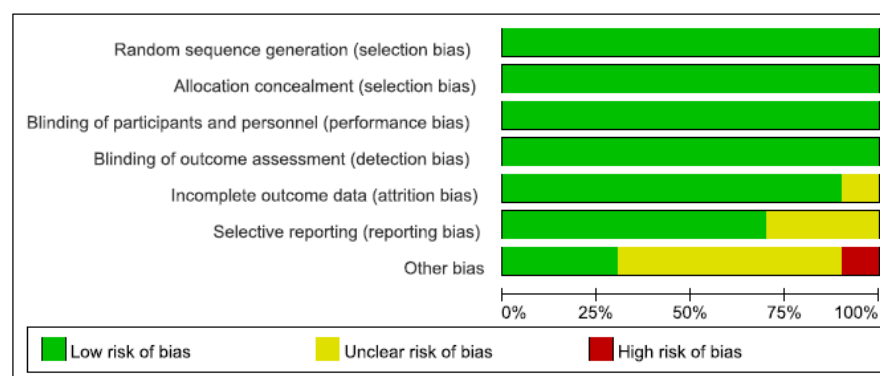 Random sequence generation (selection bias)
Allocation concealment (selection bias)
Blinding of participants and personnel (performance bias)
Blinding of outcome assessment (detection bias)
Incomplete outcome data (attrition bias)
Selective reporting (reporting bias)
Other bias
0% 25% 50% 75% 100%
Low risk of bias Unclear risk of bias High risk of bias